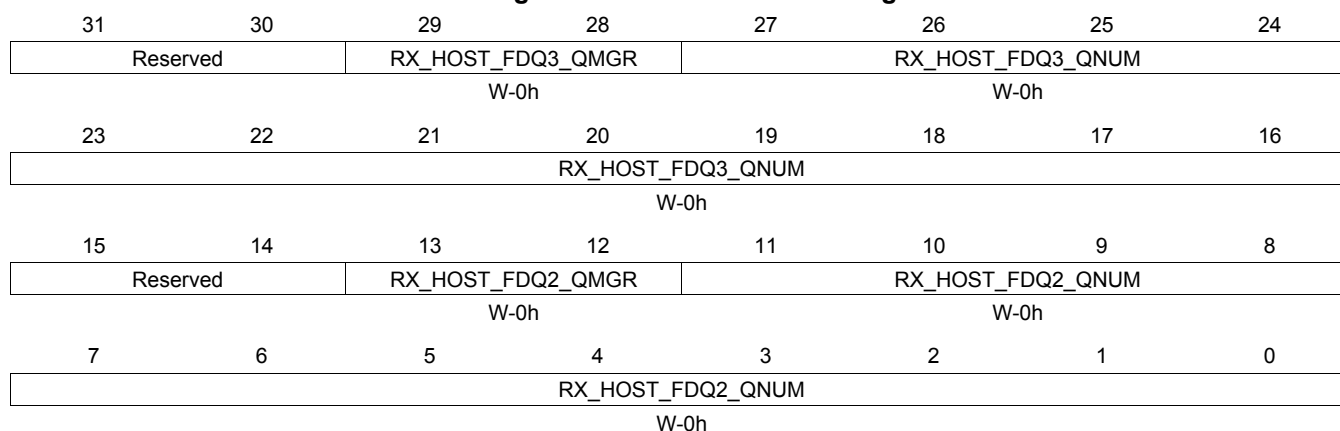 31 30 29 28 27 26 25 24
Reserved RX_HOST_FDQ3_QMGR RX_HOST_FDQ3_QNUM
W-0h W-0h
23 22 21 20 19 18 17 16
RX_HOST_FDQ3_QNUM
W-0h
15 14 13 12 11 10 9 8
Reserved RX_HOST_FDQ2_QMGR RX_HOST_FDQ2_QNUM
W-0h W-0h
7 6 5 4 3 2 1 0
RX_HOST_FDQ2_QNUM
W-0h